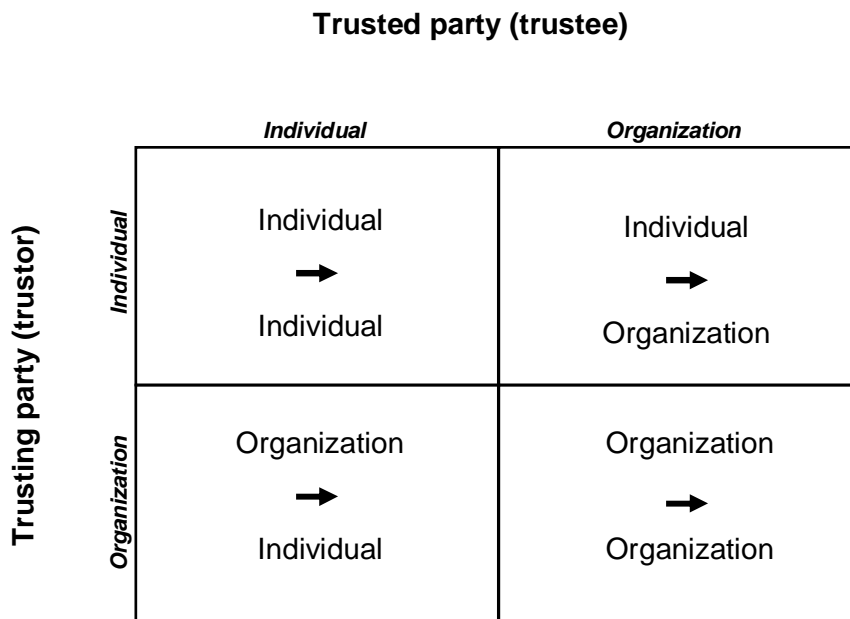 Trusted party (trustee)
Individual
Organization
Trusting party (trustor)
Individual
Individual
Individual
Individual
Organization
Organization
Organization
Individual
Organization
Organization